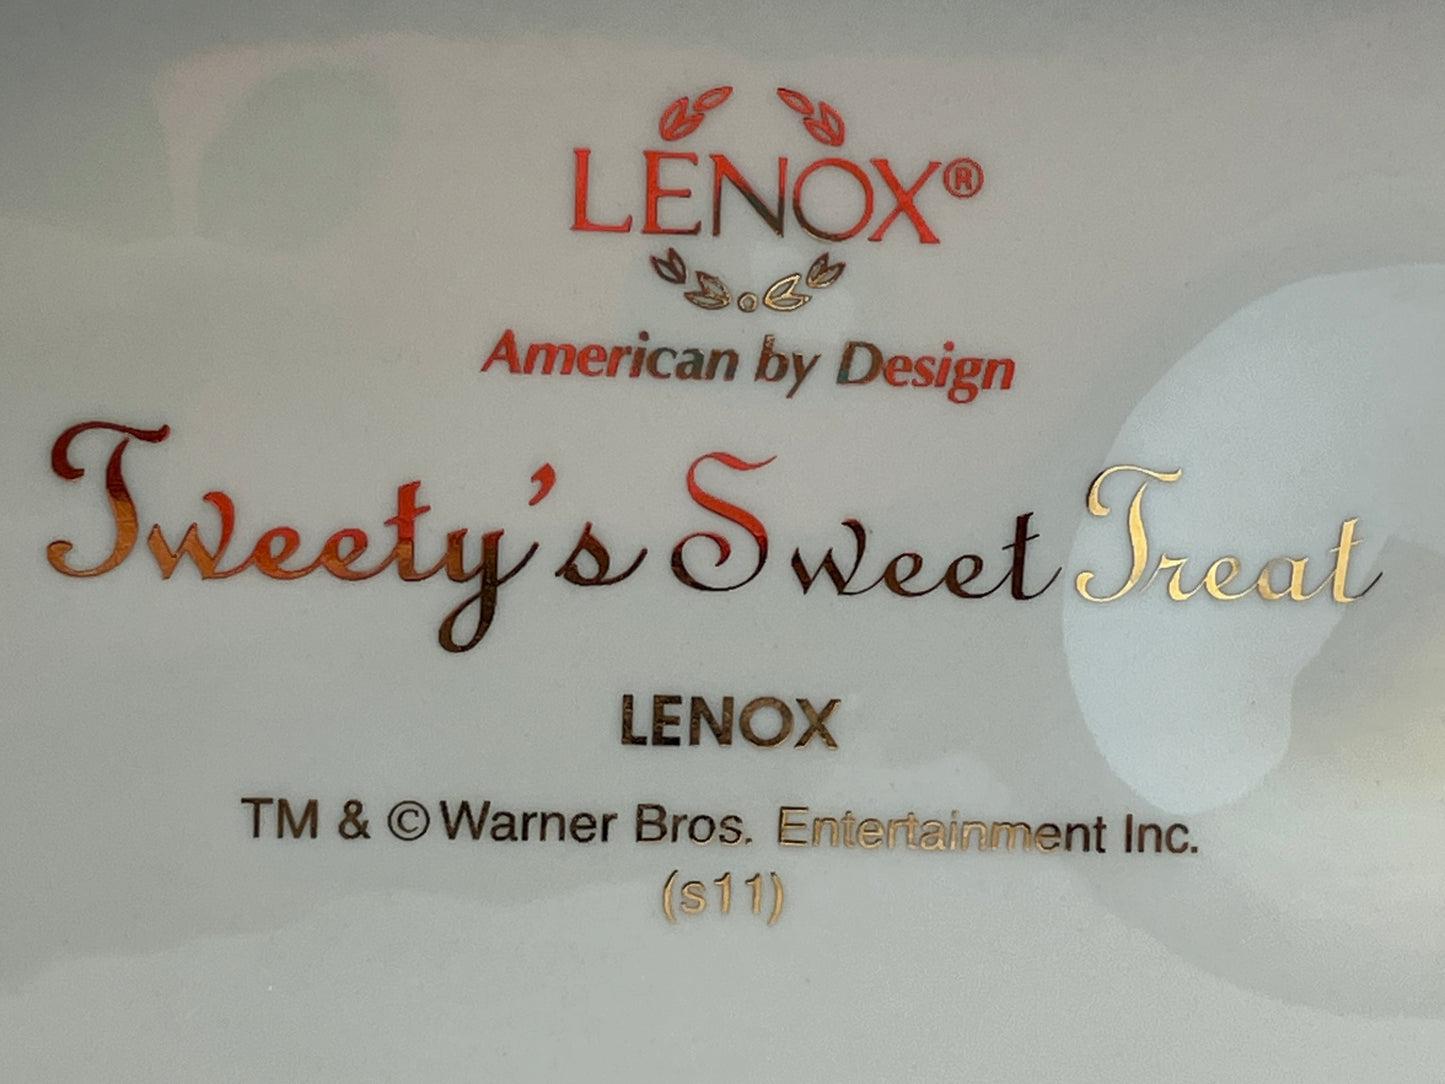 LENOX®
American by Design
Tweety's Sweet Treat
LENOX
TM & © Warner Bros. Entertainment Inc.
(s11)